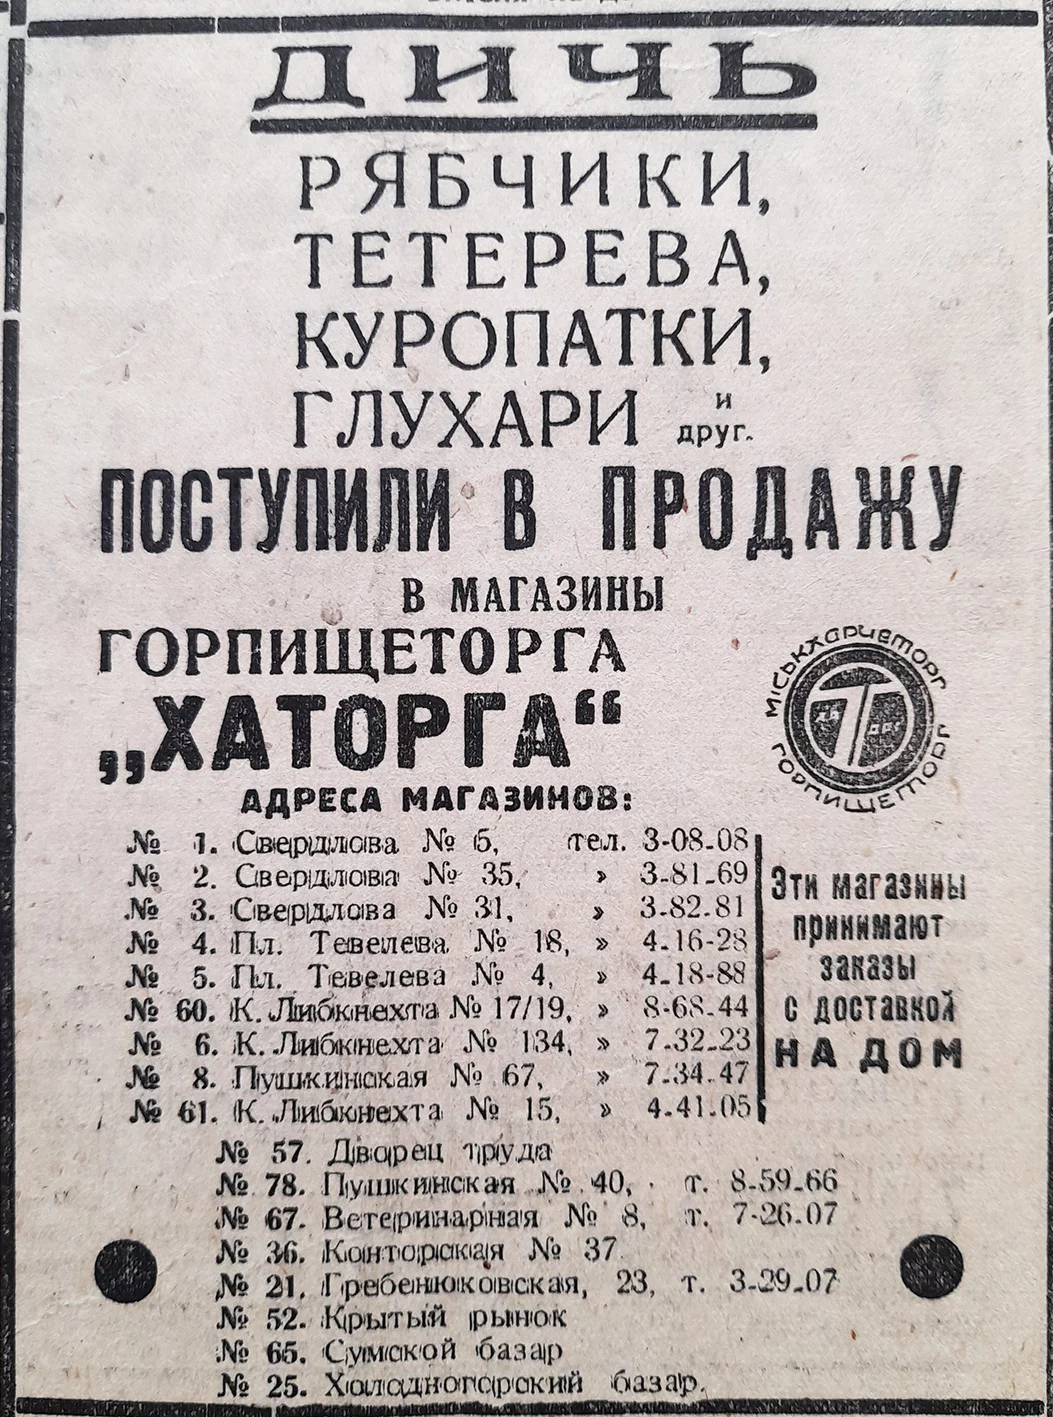 ДИЧЬ
РЯБЧИКИ,
ТЕТЕРЕВА,
КУРОПАТКИ,
ГЛУХАРИ и друг.
ПОСТУПИЛИ В ПРОДАЖУ
В МАГАЗИНЫ
ГОРПИЩЕТОРГА
„ХАТОРГА“
МІСЬКХАРЧЕТОРГ
ГОРПИЩЕТОРГ
АДРЕСА МАГАЗИНОВ:
№ 1. Свердлова № 5, тел. 3-08-08
№ 2. Свердлова № 35, » 3-81-69
№ 3. Свердлова № 31, » 3-82-81
№ 4. Пл. Тевелева № 18, » 4-16-28
№ 5. Пл. Тевелева № 4, » 4-18-88
№ 60. К. Либкнехта № 17/19, » 8-68-44
№ 6. К. Либкнехта № 134, » 7-32-23
№ 8. Пушкинская № 67, » 7-34-47
№ 61. К. Либкнехта № 15, » 4-41-05
Эти магазины
принимают
заказы
с доставкой
НА ДОМ
№ 57. Дворец труда
№ 78. Пушкинская № 40, т. 8-59-66
№ 67. Ветеринарная № 8, т. 7-26-07
№ 36. Конторская № 37
№ 21. Гребенюковская, 23, т. 3-29-07
№ 52. Крытый рынок
№ 65. Сумской базар
№ 25. Холодногорский базар.